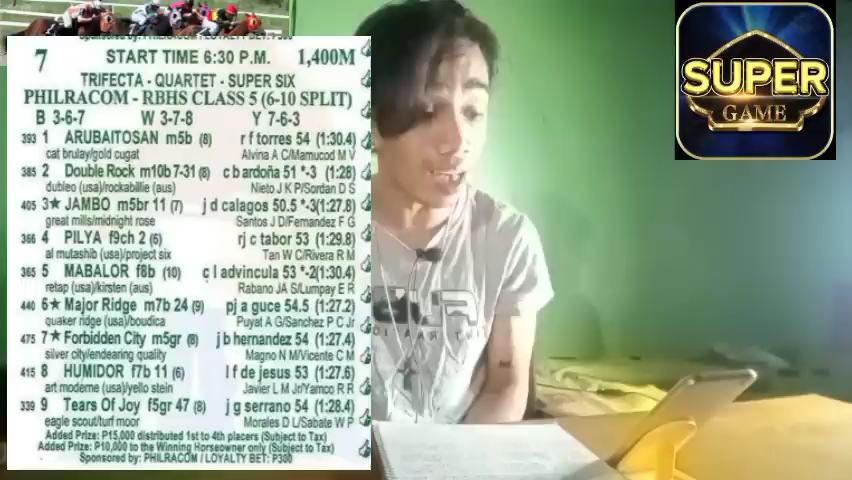 7 START TIME 6:30 P.M. 1,400M
TRIFECTA - QUARTET - SUPER SIX
PHILRACOM - RBHS CLASS 5 (6-10 SPLIT)
B 3-6-7 W 3-7-8 Y 7-6-3
393 1 ARUBAITOSAN m5b (8) r f torres 54 (1:30.4)
cat brulay/gold cugat Alvina A C/Mamucod M V
385 2 Double Rock m10b 7-31 (8) c b ardoña 51 *-3 (1:28)
dubleo (usa)/rockabillie (aus) Nieto J K P/Sordan D S
405 3★ JAMBO m5br 11 (7) j d calagos 50.5 *-3(1:27.8)
great mills/midnight rose Santos J D/Fernandez F G
366 4 PILYA f9ch 2 (6) rj c tabor 53 (1:29.8)
al mutashib (usa)/project six Tan W C/Rivera R M
365 5 MABALOR f8b (10) c l advincula 53 *-2(1:30.4)
retap (usa)/kirsten (aus) Rabano JA S/Lumpay E R
440 6★ Major Ridge m7b 24 (9) pj a guce 54.5 (1:27.2)
quaker ridge (usa)/boudica Puyat A G/Sanchez P C Jr
475 7★ Forbidden City m5gr (8) j b hernandez 54 (1:27.4)
silver city/endearing quality Magno N M/Vicente C M
415 8 HUMIDOR f7b 11 (6) l f de jesus 53 (1:27.6)
art moderne (usa)/yello stein Javier L M Jr/Yamco R R
339 9 Tears Of Joy f5gr 47 (8) j g serrano 54 (1:28.4)
eagle scout/turf moor Morales D L/Sabate W P
Added Prize: P15,000 distributed 1st to 4th placers (Subject to Tax)
Added Prize: P10,000 to the Winning Horseowner only (Subject to Tax)
Sponsored by: PHILRACOM / LOYALTY BET: P300
SUPER
GAME